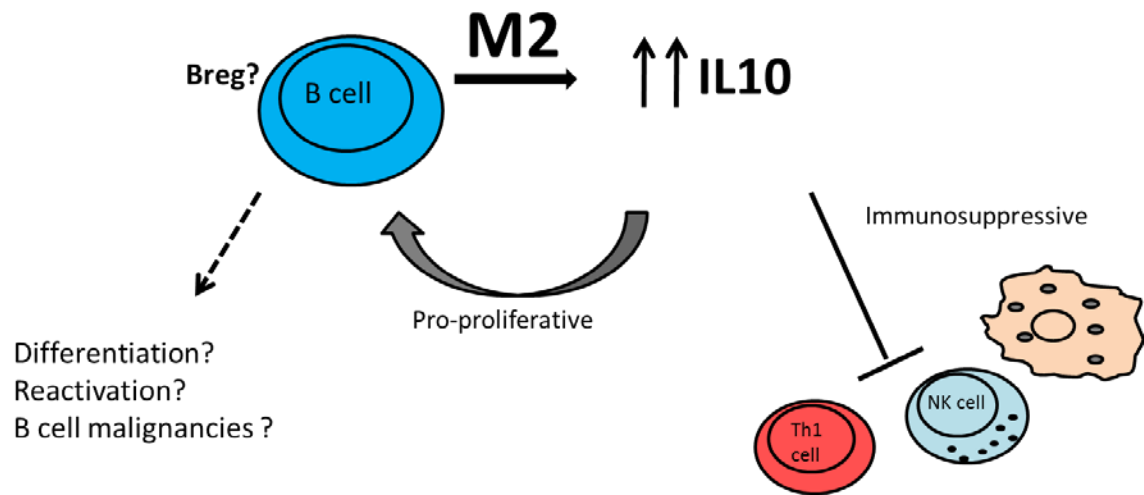 M2
Breg?
B cell
IL10
Immunosuppressive
Pro-proliferative
Differentiation?
Reactivation?
B cell malignancies ?
NK cell
Th1
cell